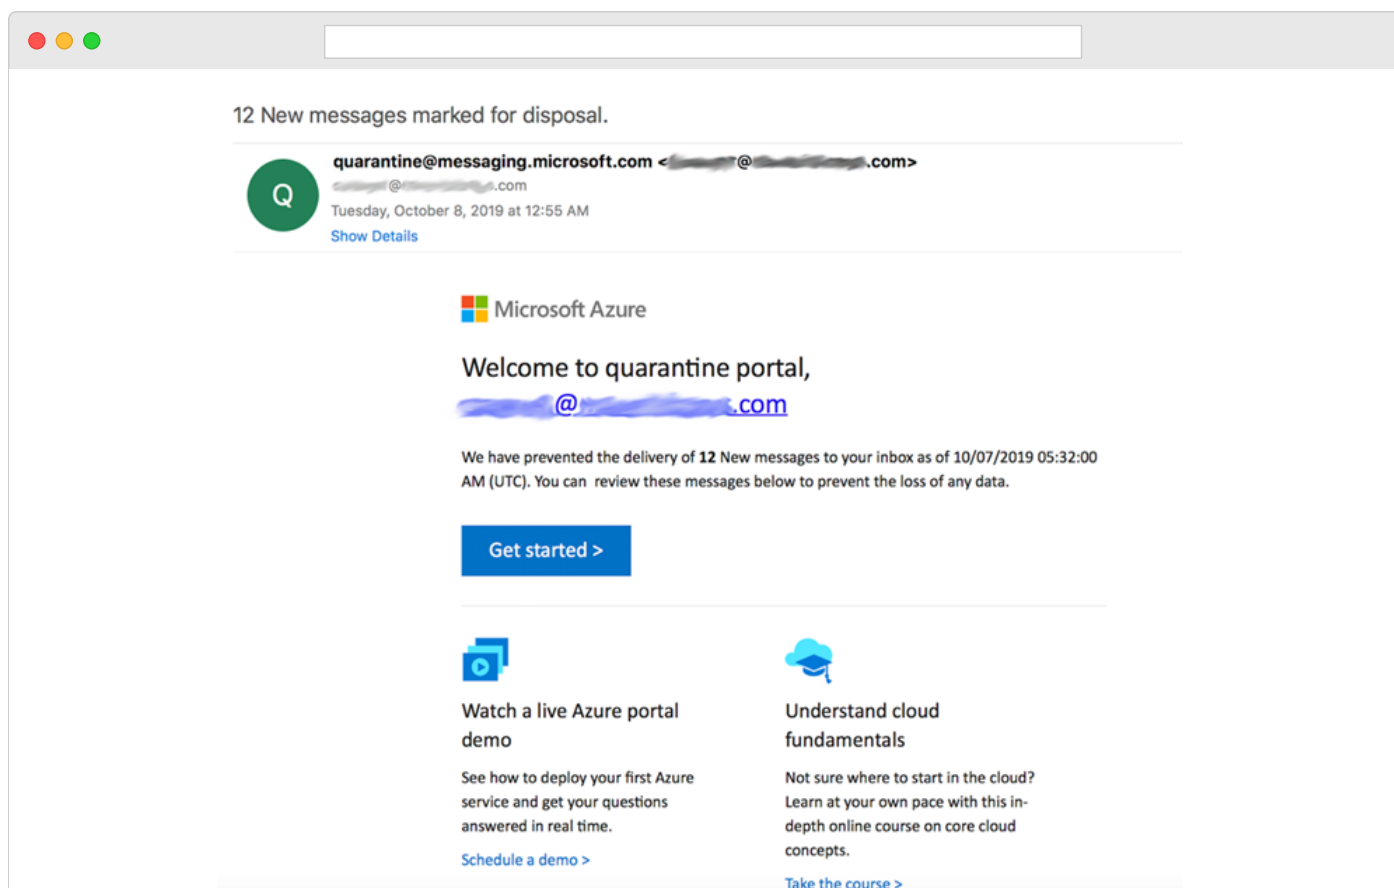 12 New messages marked for disposal.
quarantine@messaging.microsoft.com < @ .com>
@ .com
Q
Tuesday, October 8, 2019 at 12:55 AM
Show Details
Microsoft Azure
Welcome to quarantine portal,
@ .com
We have prevented the delivery of 12 New messages to your inbox as of 10/07/2019 05:32:00
AM (UTC). You can review these messages below to prevent the loss of any data.
Get started >
Watch a live Azure portal
demo
See how to deploy your first Azure
service and get your questions
answered in real time.
Schedule a demo >
Understand cloud
fundamentals
Not sure where to start in the cloud?
Learn at your own pace with this in-
depth online course on core cloud
concepts.
Take the course >